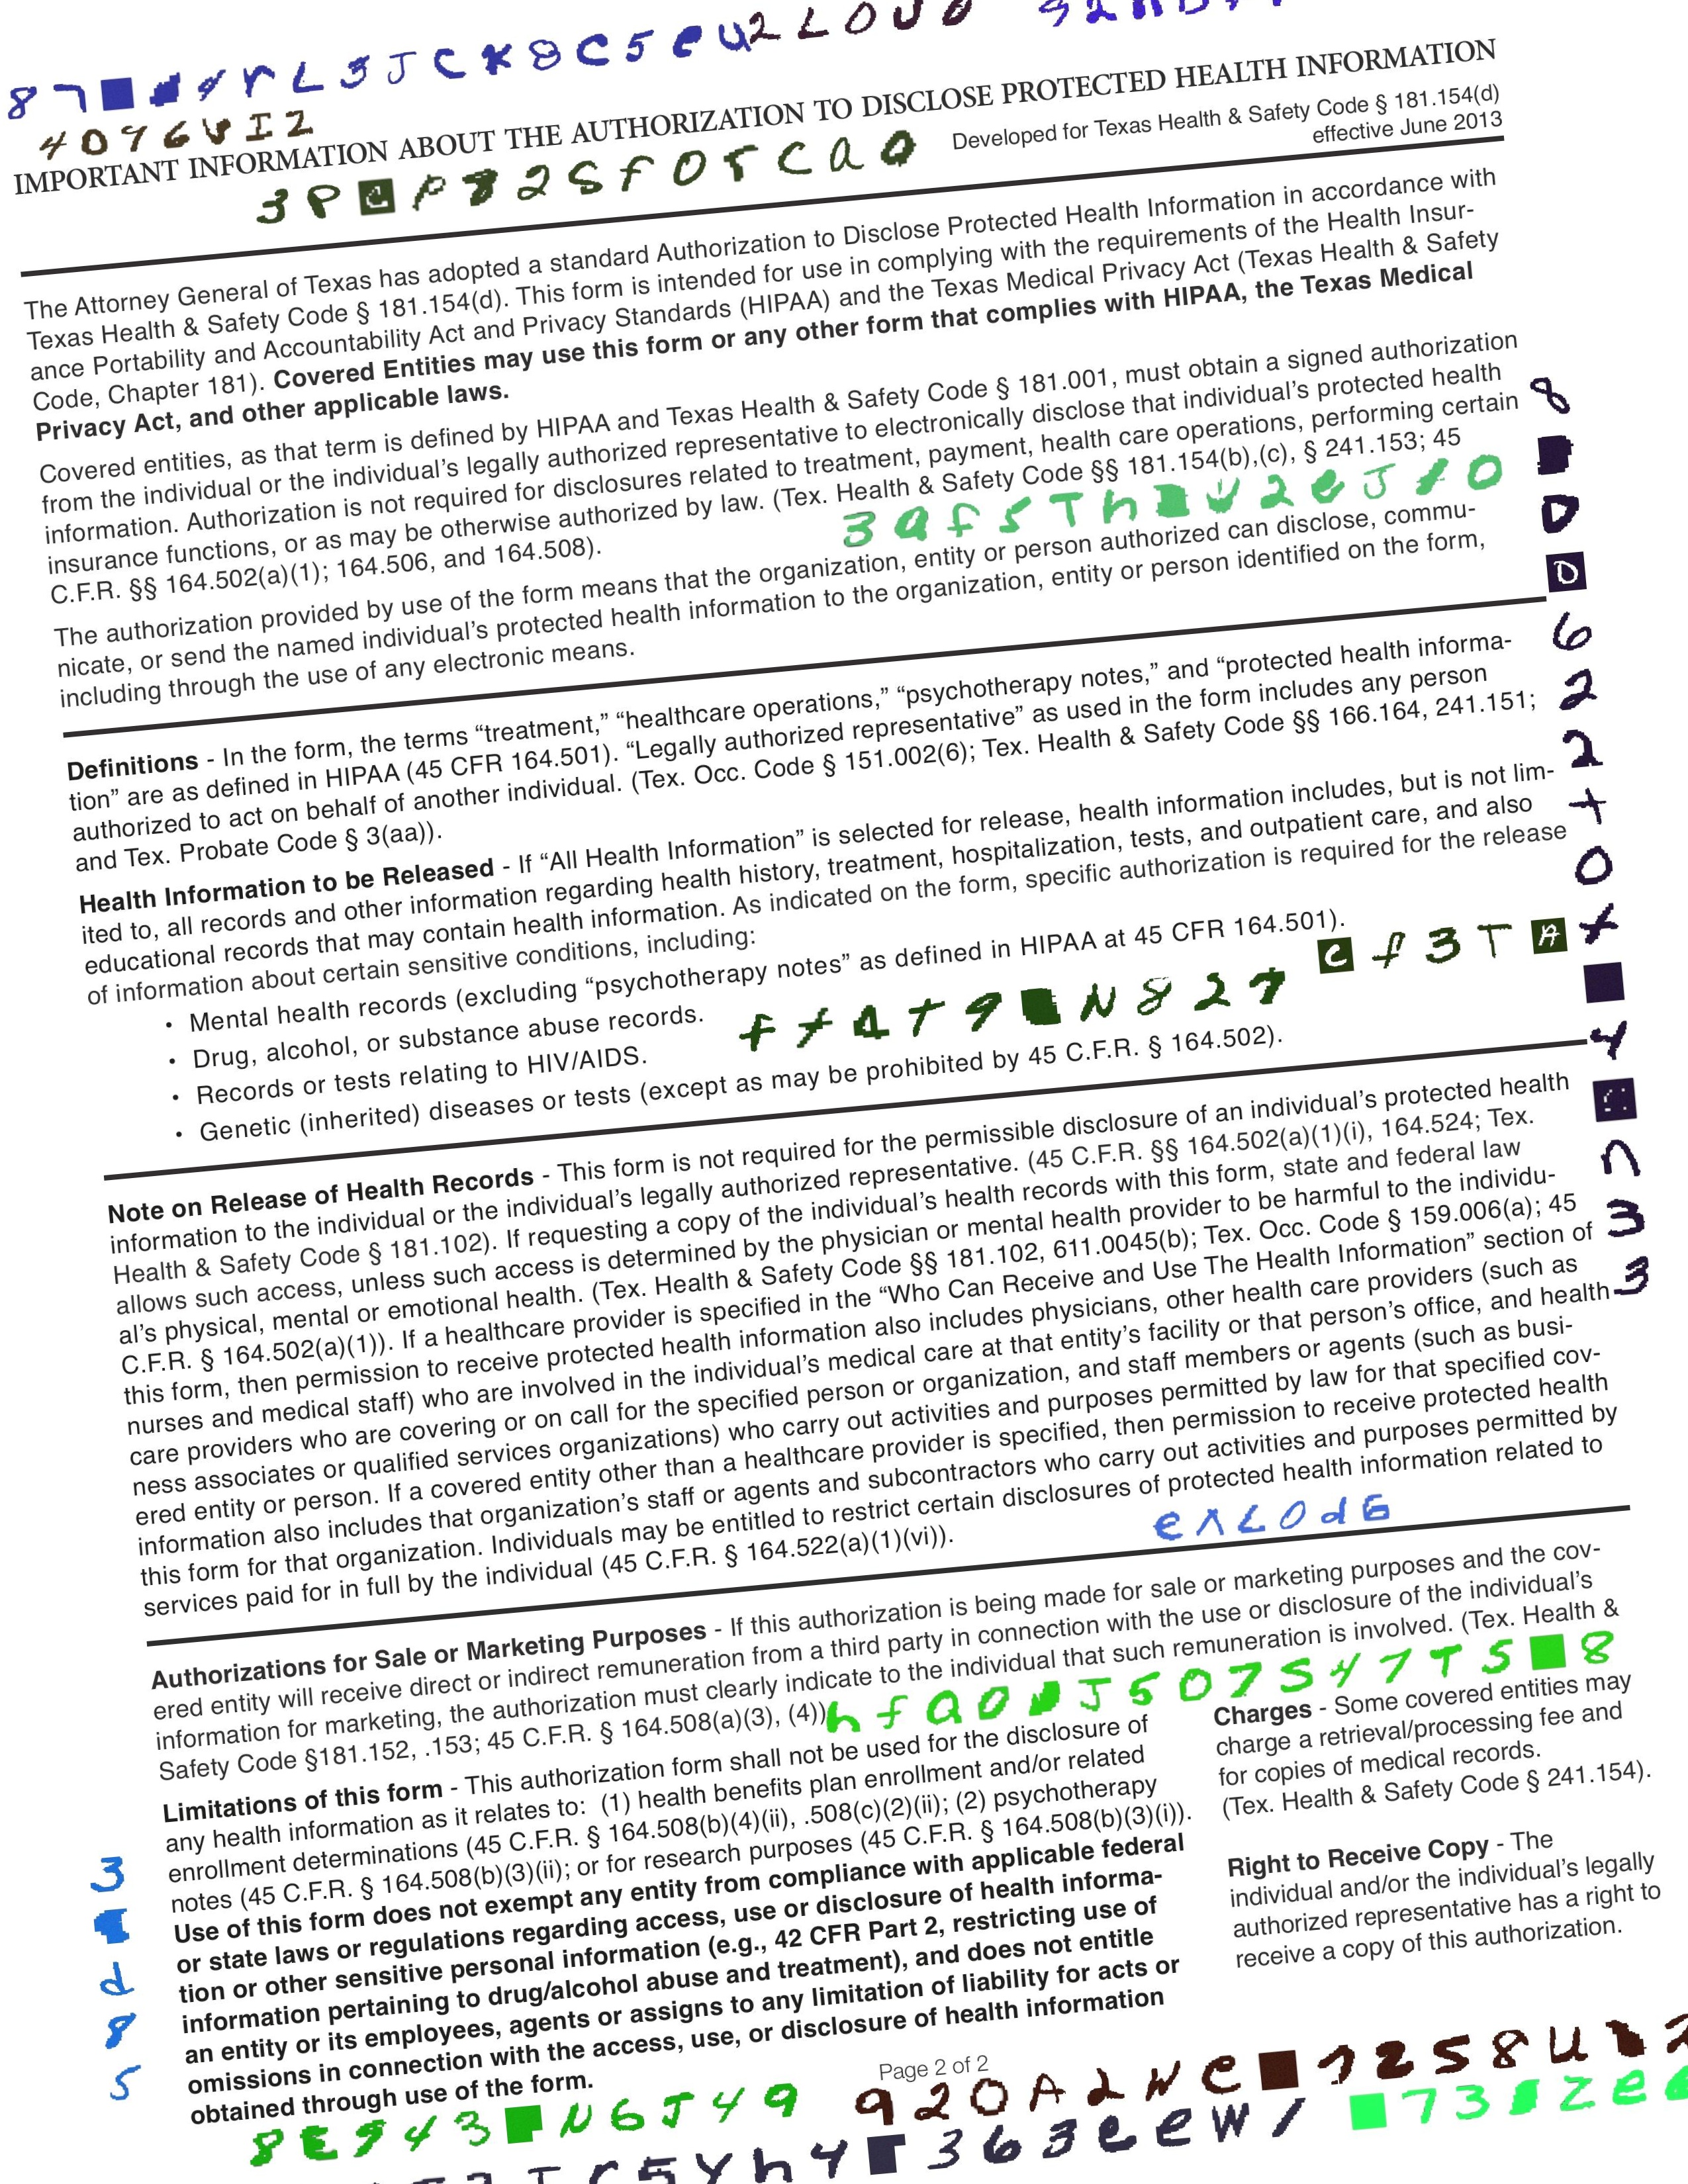 IMPORTANT INFORMATION ABOUT THE AUTHORIZATION TO DISCLOSE PROTECTED HEALTH INFORMATION
Developed for Texas Health & Safety Code § 181.154(d)
effective June 2013
The Attorney General of Texas has adopted a standard Authorization to Disclose Protected Health Information in accordance with
Texas Health & Safety Code § 181.154(d). This form is intended for use in complying with the requirements of the Health Insur-
ance Portability and Accountability Act and Privacy Standards (HIPAA) and the Texas Medical Privacy Act (Texas Health & Safety
Code, Chapter 181). Covered Entities may use this form or any other form that complies with HIPAA, the Texas Medical
Privacy Act, and other applicable laws.
Covered entities, as that term is defined by HIPAA and Texas Health & Safety Code § 181.001, must obtain a signed authorization
from the individual or the individual's legally authorized representative to electronically disclose that individual's protected health
information. Authorization is not required for disclosures related to treatment, payment, health care operations, performing certain
insurance functions, or as may be otherwise authorized by law. (Tex. Health & Safety Code §§ 181.154(b),(c), § 241.153; 45
C.F.R. §§ 164.502(a)(1); 164.506, and 164.508).
The authorization provided by use of the form means that the organization, entity or person authorized can disclose, commu-
nicate, or send the named individual's protected health information to the organization, entity or person identified on the form,
including through the use of any electronic means.
Definitions - In the form, the terms “treatment,” “healthcare operations,” “psychotherapy notes,” and “protected health informa-
tion” are as defined in HIPAA (45 CFR 164.501). “Legally authorized representative” as used in the form includes any person
authorized to act on behalf of another individual. (Tex. Occ. Code § 151.002(6); Tex. Health & Safety Code §§ 166.164, 241.151;
and Tex. Probate Code § 3(aa)).
Health Information to be Released - If “All Health Information” is selected for release, health information includes, but is not lim-
ited to, all records and other information regarding health history, treatment, hospitalization, tests, and outpatient care, and also
educational records that may contain health information. As indicated on the form, specific authorization is required for the release
of information about certain sensitive conditions, including:
• Mental health records (excluding “psychotherapy notes” as defined in HIPAA at 45 CFR 164.501).
• Drug, alcohol, or substance abuse records.
• Records or tests relating to HIV/AIDS.
• Genetic (inherited) diseases or tests (except as may be prohibited by 45 C.F.R. § 164.502).
Note on Release of Health Records - This form is not required for the permissible disclosure of an individual's protected health
information to the individual or the individual's legally authorized representative. (45 C.F.R. §§ 164.502(a)(1)(i), 164.524; Tex.
Health & Safety Code § 181.102). If requesting a copy of the individual's health records with this form, state and federal law
allows such access, unless such access is determined by the physician or mental health provider to be harmful to the individu-
al's physical, mental or emotional health. (Tex. Health & Safety Code §§ 181.102, 611.0045(b); Tex. Occ. Code § 159.006(a); 45
C.F.R. § 164.502(a)(1)). If a healthcare provider is specified in the “Who Can Receive and Use The Health Information” section of
this form, then permission to receive protected health information also includes physicians, other health care providers (such as
nurses and medical staff) who are involved in the individual's medical care at that entity's facility or that person's office, and health
care providers who are covering or on call for the specified person or organization, and staff members or agents (such as busi-
ness associates or qualified services organizations) who carry out activities and purposes permitted by law for that specified cov-
ered entity or person. If a covered entity other than a healthcare provider is specified, then permission to receive protected health
information also includes that organization's staff or agents and subcontractors who carry out activities and purposes permitted by
this form for that organization. Individuals may be entitled to restrict certain disclosures of protected health information related to
services paid for in full by the individual (45 C.F.R. § 164.522(a)(1)(vi)).
Authorizations for Sale or Marketing Purposes - If this authorization is being made for sale or marketing purposes and the cov-
ered entity will receive direct or indirect remuneration from a third party in connection with the use or disclosure of the individual's
information for marketing, the authorization must clearly indicate to the individual that such remuneration is involved. (Tex. Health &
Safety Code §181.152, .153; 45 C.F.R. § 164.508(a)(3), (4))
Limitations of this form - This authorization form shall not be used for the disclosure of
any health information as it relates to: (1) health benefits plan enrollment and/or related
enrollment determinations (45 C.F.R. § 164.508(b)(4)(ii), .508(c)(2)(ii); (2) psychotherapy
notes (45 C.F.R. § 164.508(b)(3)(ii); or for research purposes (45 C.F.R. § 164.508(b)(3)(i)).
Use of this form does not exempt any entity from compliance with applicable federal
or state laws or regulations regarding access, use or disclosure of health informa-
tion or other sensitive personal information (e.g., 42 CFR Part 2, restricting use of
information pertaining to drug/alcohol abuse and treatment), and does not entitle
an entity or its employees, agents or assigns to any limitation of liability for acts or
omissions in connection with the access, use, or disclosure of health information
obtained through use of the form.
Charges - Some covered entities may
charge a retrieval/processing fee and
for copies of medical records.
(Tex. Health & Safety Code § 241.154).
Right to Receive Copy - The
individual and/or the individual's legally
authorized representative has a right to
receive a copy of this authorization.
Page 2 of 2